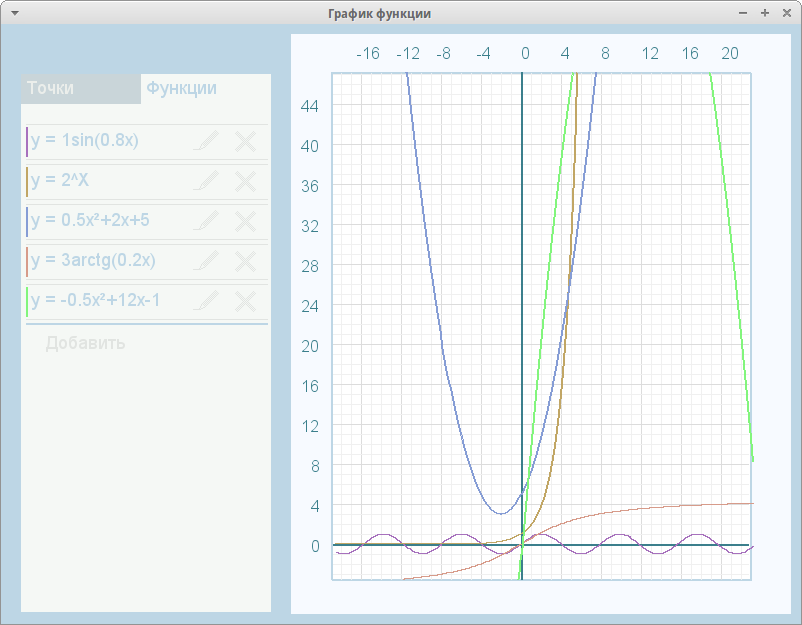 График функции
Точки
Функции
y = 1sin(0.8x)
y = 2^X
y = 0.5x²+2x+5
y = 3arctg(0.2x)
y = -0.5x²+12x-1
Добавить
-16 -12 -8 -4 0 4 8 12 16 20
44
40
36
32
28
24
20
16
12
8
4
0